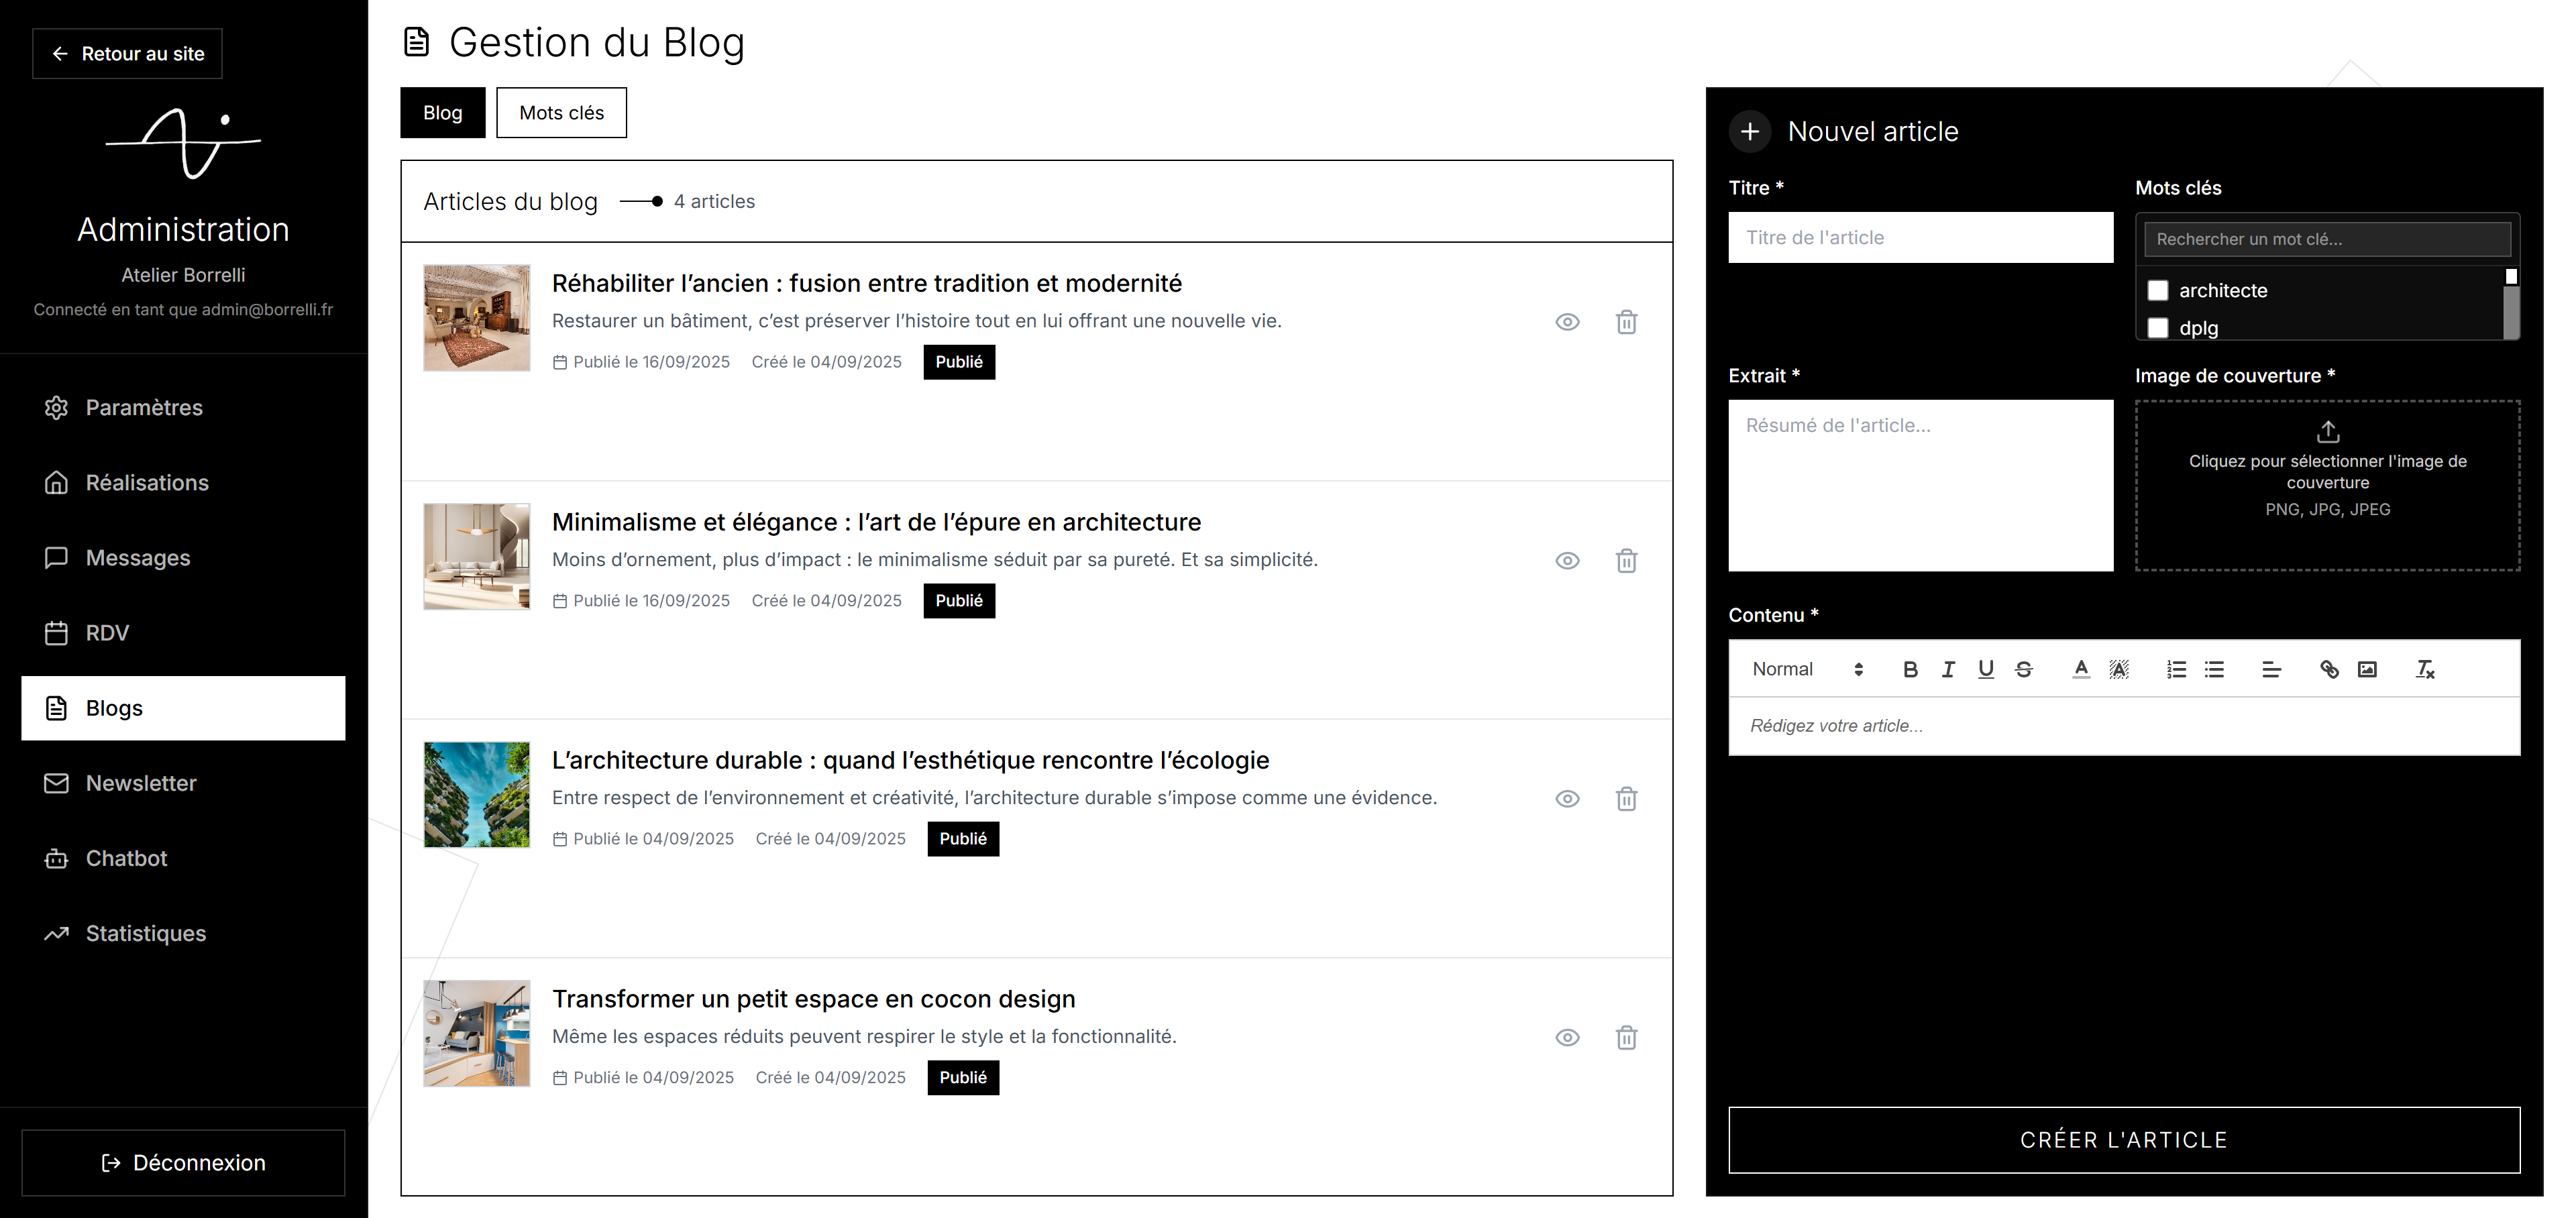 Retour au site
Administration
Atelier Borrelli
Connecté en tant que admin@borrelli.fr
Paramètres
Réalisations
Messages
RDV
Blogs
Newsletter
Chatbot
Statistiques
Déconnexion
Gestion du Blog
Blog
Mots clés
Articles du blog 4 articles
Réhabiliter l’ancien : fusion entre tradition et modernité
Restaurer un bâtiment, c’est préserver l’histoire tout en lui offrant une nouvelle vie.
Publié le 16/09/2025 Créé le 04/09/2025 Publié
Minimalisme et élégance : l’art de l’épure en architecture
Moins d’ornement, plus d’impact : le minimalisme séduit par sa pureté. Et sa simplicité.
Publié le 16/09/2025 Créé le 04/09/2025 Publié
L’architecture durable : quand l’esthétique rencontre l’écologie
Entre respect de l’environnement et créativité, l’architecture durable s’impose comme une évidence.
Publié le 04/09/2025 Créé le 04/09/2025 Publié
Transformer un petit espace en cocon design
Même les espaces réduits peuvent respirer le style et la fonctionnalité.
Publié le 04/09/2025 Créé le 04/09/2025 Publié
Nouvel article
Titre *
Titre de l'article
Mots clés
Rechercher un mot clé...
architecte
dplg
Extrait *
Résumé de l'article...
Image de couverture *
Cliquez pour sélectionner l'image de
couverture
PNG, JPG, JPEG
Contenu *
Normal
Rédigez votre article...
CRÉER L'ARTICLE